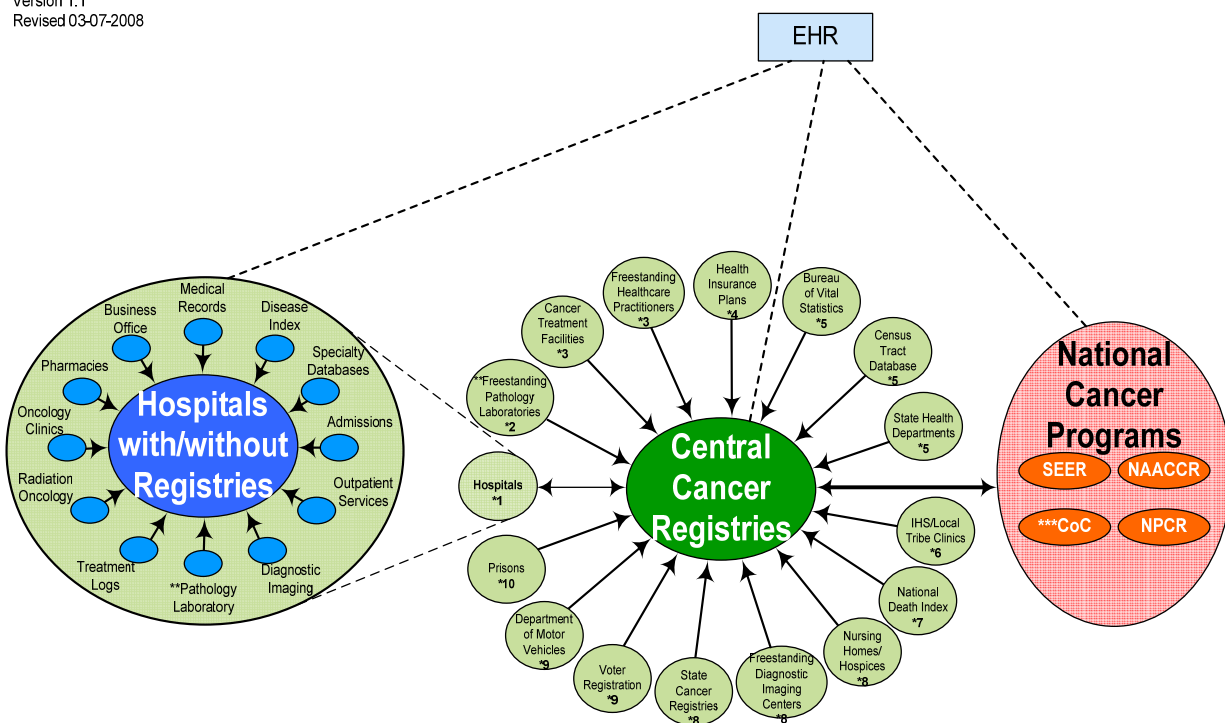 Version 1.1
Revised 03-07-2008
EHR
Medical
Records
Business
Office
Disease
Index
Pharmacies
Specialty
Databases
Oncology
Clinics
Admissions
Radiation
Oncology
Outpatient
Services
Treatment
Logs
**Pathology
Laboratory
Diagnostic
Imaging
Hospitals
with/without
Registries
Hospitals
*1
**Freestanding
Pathology
Laboratories
*2
Cancer
Treatment
Facilities
*3
Freestanding
Healthcare
Practitioners
*3
Health
Insurance
Plans
*4
Bureau
of Vital
Statistics
*5
Census
Tract
Database
*5
State Health
Departments
*5
IHS/Local
Tribe Clinics
*6
National
Death Index
*7
Nursing
Homes/
Hospices
*8
Freestanding
Diagnostic
Imaging
Centers
*8
State
Cancer
Registries
*8
Voter
Registration
*9
Department
of Motor
Vehicles
*9
Prisons
*10
Central
Cancer
Registries
National
Cancer
Programs
SEER
NAACCR
***CoC
NPCR